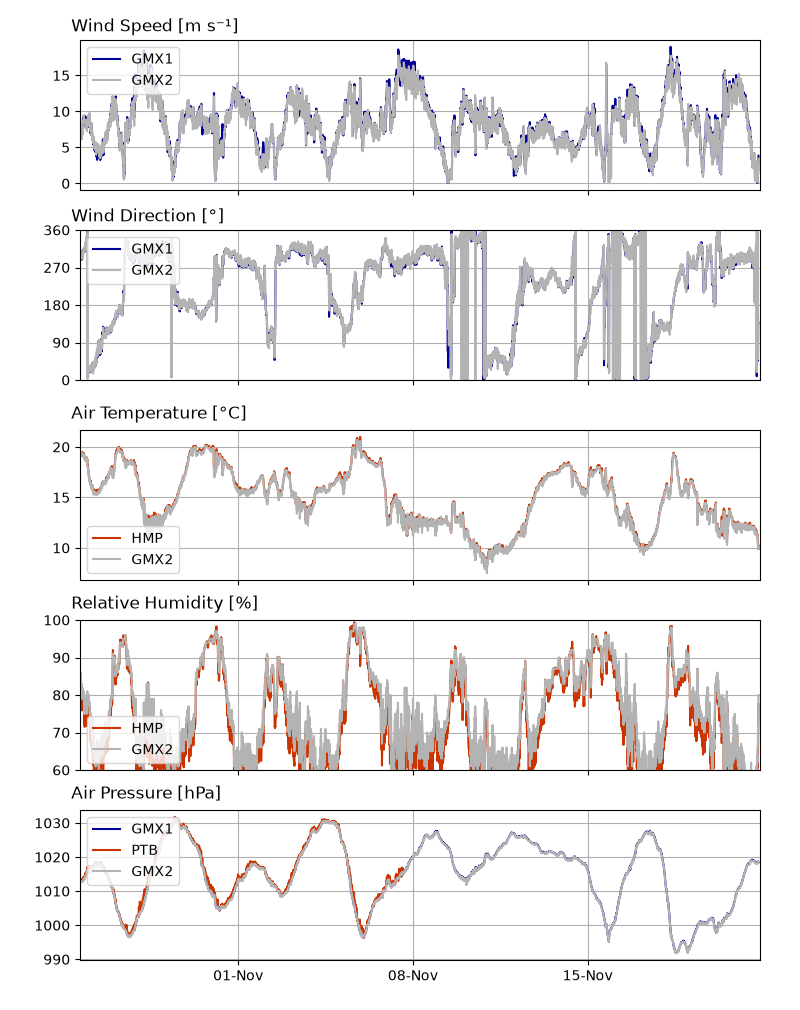 Wind Speed [m s⁻¹]
GMX1
GMX2
15
10
5
0
Wind Direction [°]
360
GMX1
GMX2
270
180
90
0
Air Temperature [°C]
20
15
10
HMP
GMX2
Relative Humidity [%]
100
90
80
70
60
HMP
GMX2
Air Pressure [hPa]
1030
1020
1010
1000
990
GMX1
PTB
GMX2
01-Nov 08-Nov 15-Nov